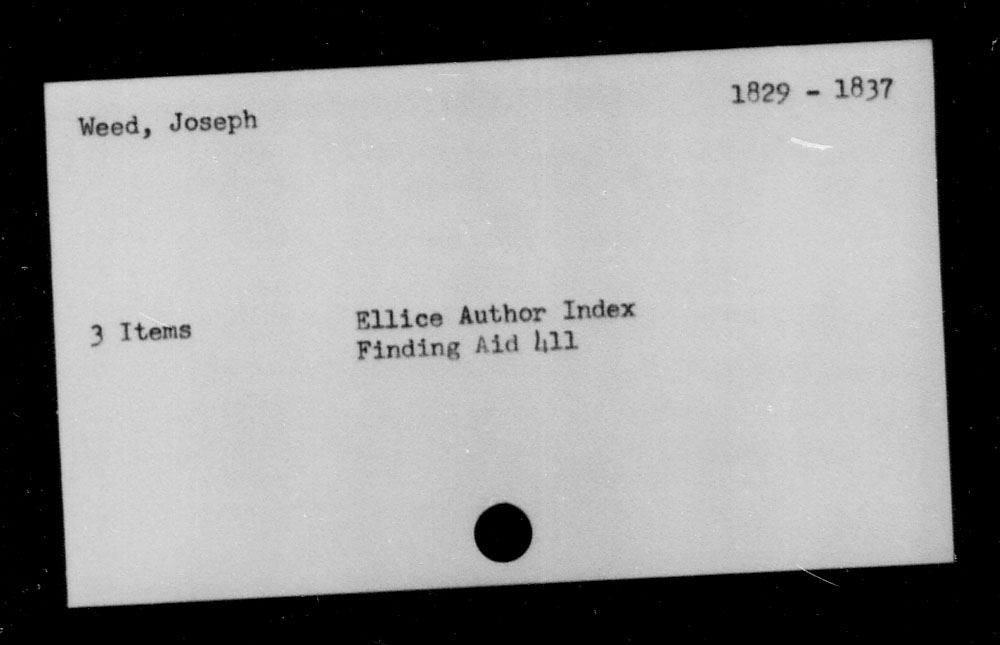 Weed, Joseph
1829 - 1837
3 Items
Ellice Author Index
Finding Aid 411